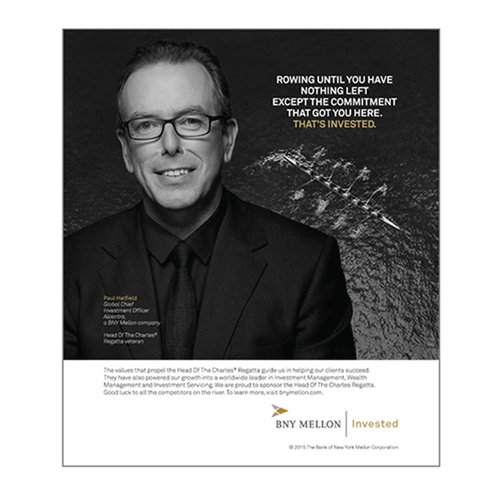 ROWING UNTIL YOU HAVE
NOTHING LEFT
EXCEPT THE COMMITMENT
THAT GOT YOU HERE.
THAT'S INVESTED.
Paul Hatfield
Global Chief
Investment Officer
Alcentra,
a BNY Mellon company
Head Of The Charles®
Regatta veteran
The values that propel the Head Of The Charles® Regatta guide us in helping our clients succeed.
They have also powered our growth into a worldwide leader in Investment Management, Wealth
Management and Investment Servicing. We are proud to sponsor the Head Of The Charles Regatta.
Good luck to all the competitors on the river. To learn more, visit bnymellon.com.
BNY MELLON | Invested
© 2015 The Bank of New York Mellon Corporation